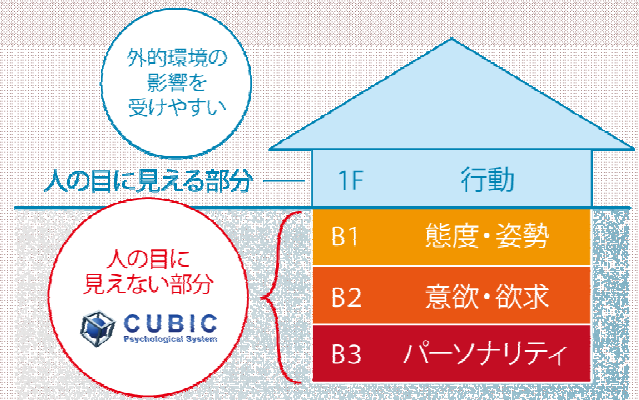 外的環境の
影響を
受けやすい
人の目に見える部分
1F 行動
人の目に
見えない部分
CUBIC
Psychological System
B1 態度・姿勢
B2 意欲・欲求
B3 パーソナリティ